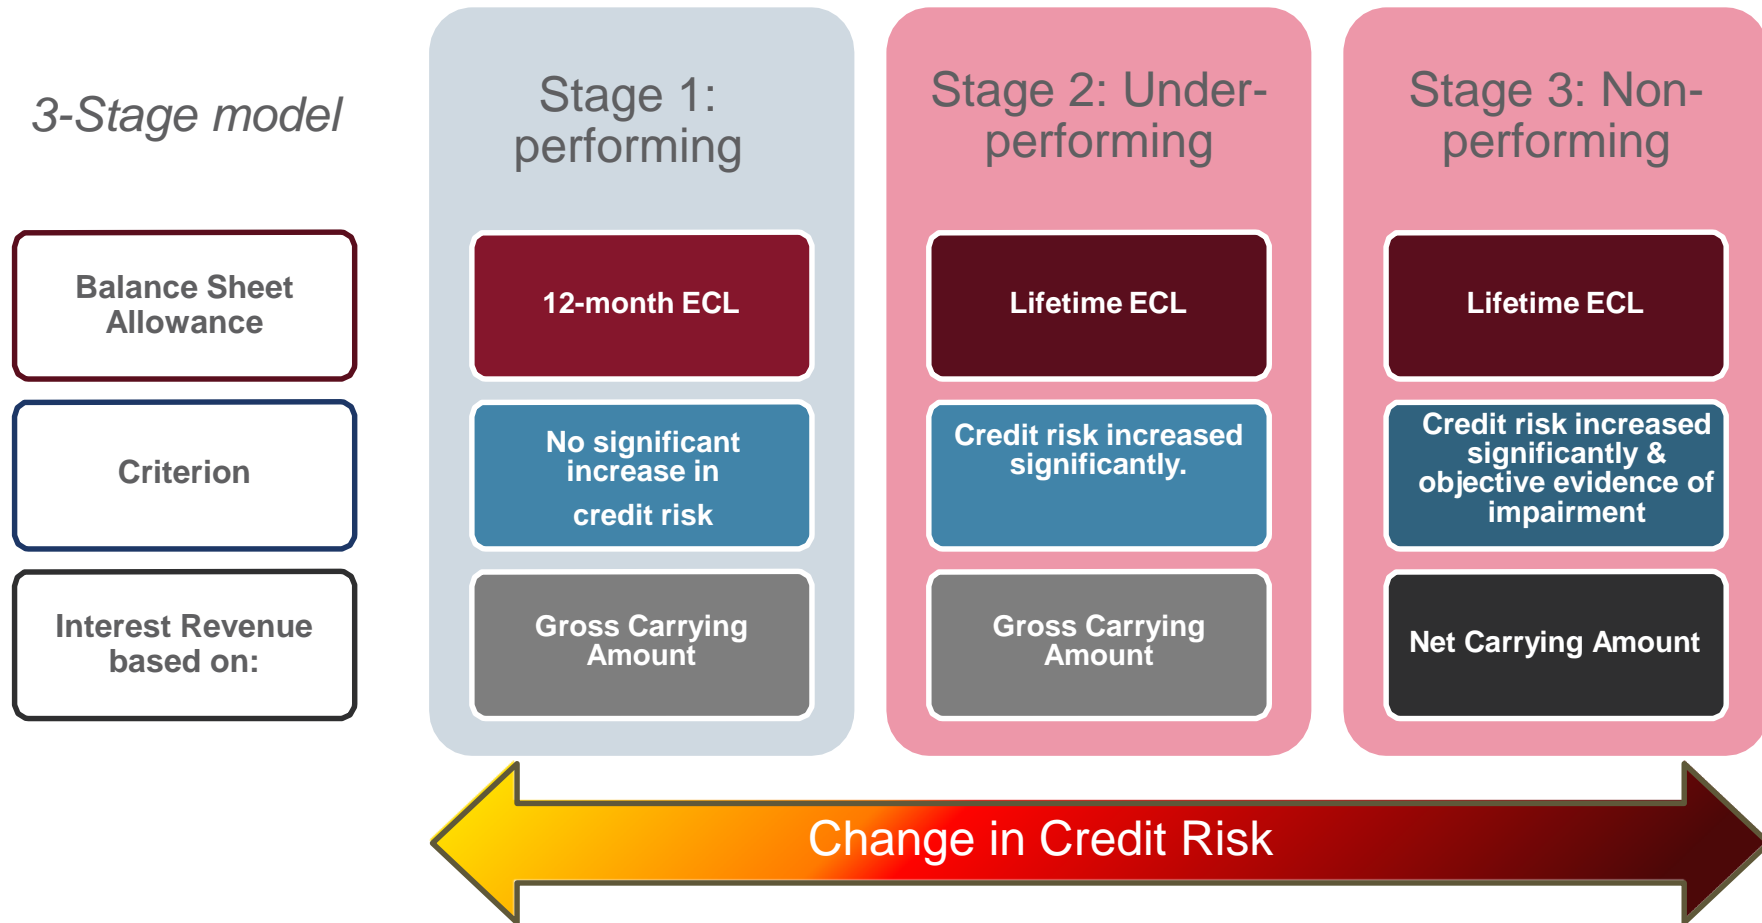 3-Stage model
Stage 1:
performing
Stage 2: Under-
performing
Stage 3: Non-
performing
Balance Sheet
Allowance
12-month ECL
Lifetime ECL
Lifetime ECL
Criterion
No significant
increase in
credit risk
Credit risk increased
significantly.
Credit risk increased
significantly &
objective evidence of
impairment
Interest Revenue
based on:
Gross Carrying
Amount
Gross Carrying
Amount
Net Carrying Amount
Change in Credit Risk